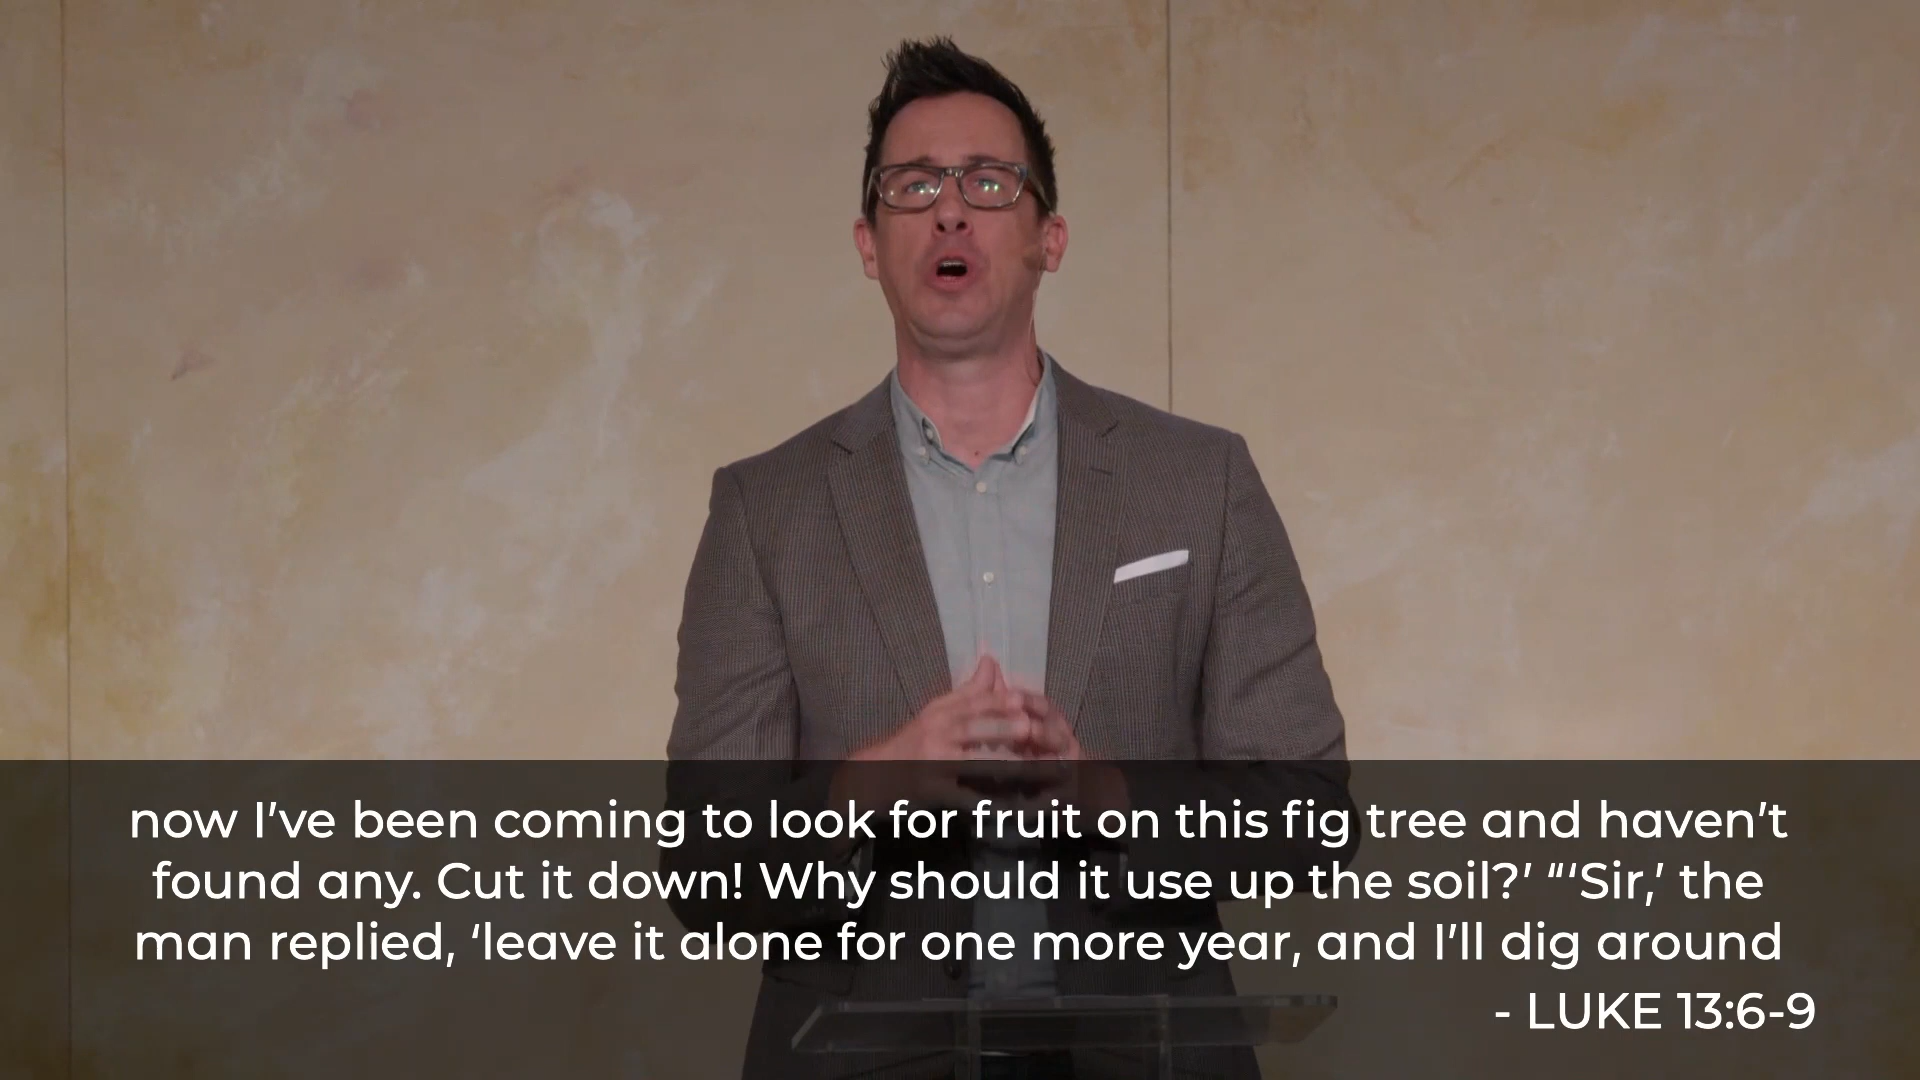 now I’ve been coming to look for fruit on this fig tree and haven’t
found any. Cut it down! Why should it use up the soil?’ “‘Sir,’ the
man replied, ‘leave it alone for one more year, and I’ll dig around
- LUKE 13:6-9